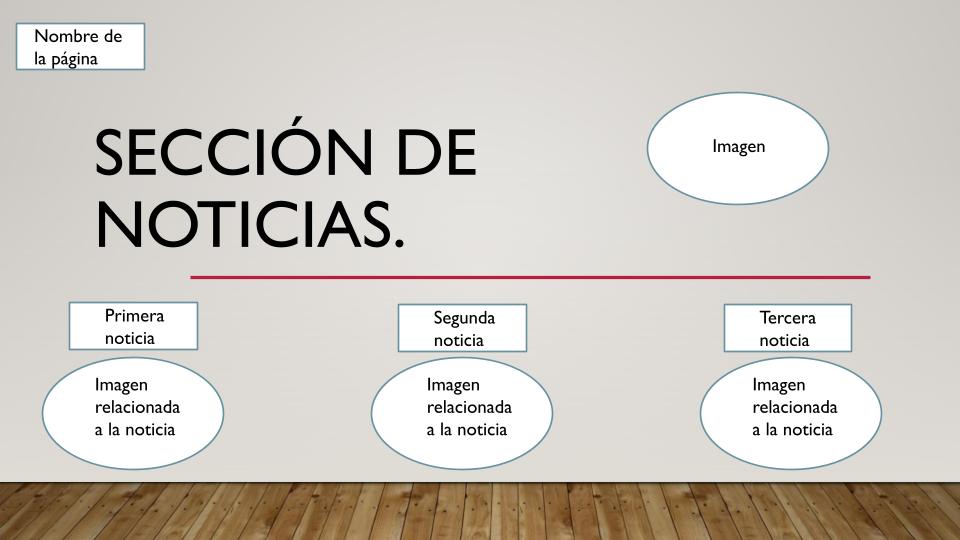 Nombre de
la página
Imagen
SECCIÓN DE
NOTICIAS.
Primera
noticia
Segunda
noticia
Tercera
noticia
Imagen
relacionada
a la noticia
Imagen
relacionada
a la noticia
Imagen
relacionada
a la noticia